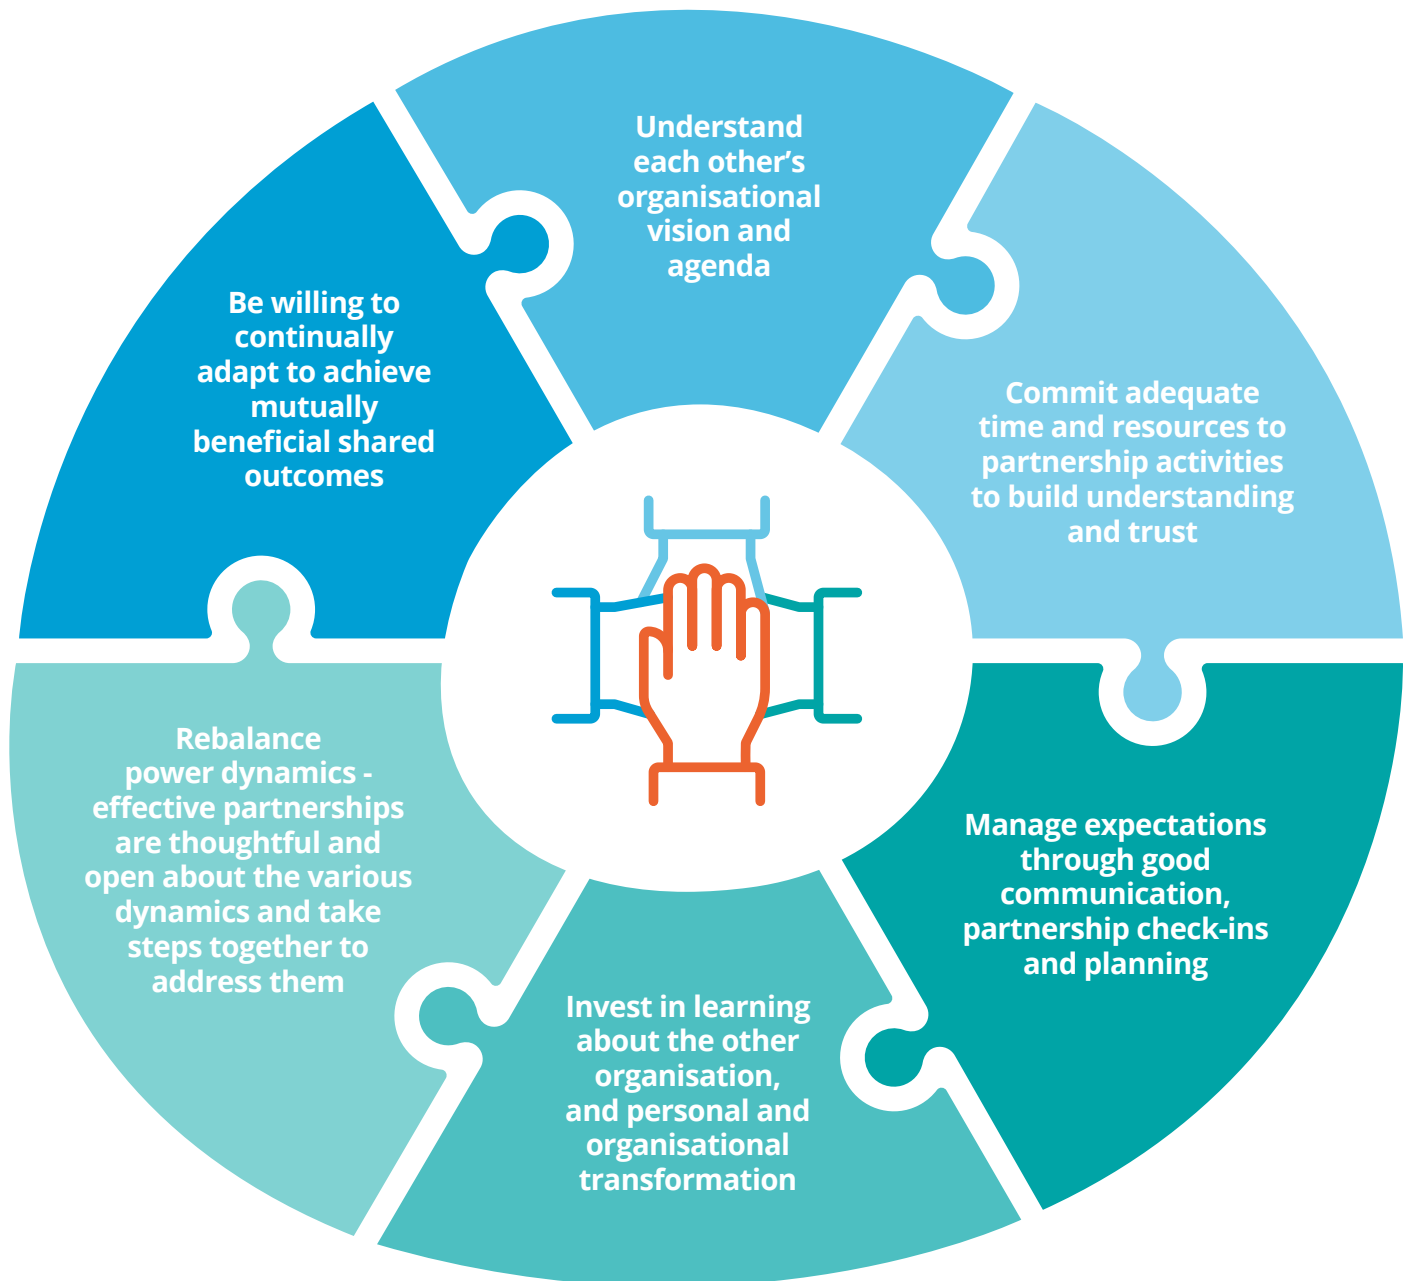 Understand
each other’s
organisational
vision and
agenda
Commit adequate
time and resources to
partnership activities
to build understanding
and trust
Manage expectations
through good
communication,
partnership check-ins
and planning
Invest in learning
about the other
organisation,
and personal and
organisational
transformation
Rebalance
power dynamics -
effective partnerships
are thoughtful and
open about the various
dynamics and take
steps together to
address them
Be willing to
continually
adapt to achieve
mutually
beneficial shared
outcomes